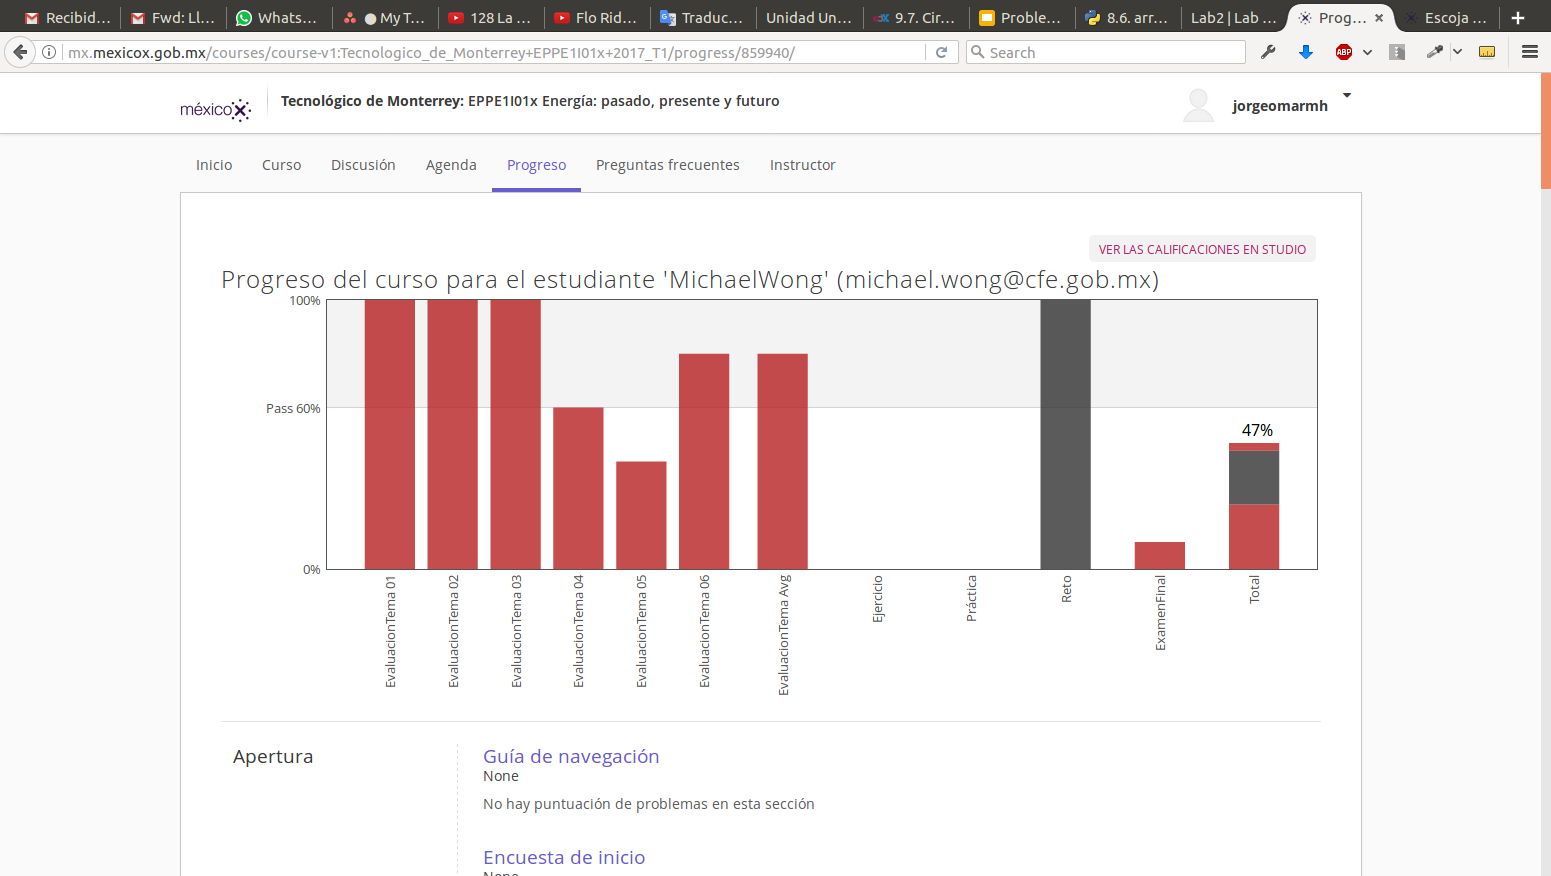 Recibid...
Fwd: Ll...
Whats...
● My T...
128 La ...
Flo Rid...
Traduc...
Unidad Un...
9.7. Cir...
Proble...
8.6. arr...
Lab2 | Lab ...
Prog...
Escoja ...
mx.mexicox.gob.mx/courses/course-v1:Tecnologico_de_Monterrey+EPPE1I01x+2017_T1/progress/859940/
Search
ABP
méxicoX
Tecnológico de Monterrey: EPPE1I01x Energía: pasado, presente y futuro
jorgeomarmh
Inicio
Curso
Discusión
Agenda
Progreso
Preguntas frecuentes
Instructor
VER LAS CALIFICACIONES EN STUDIO
Progreso del curso para el estudiante 'MichaelWong' (michael.wong@cfe.gob.mx)
100%
Pass 60%
0%
47%
EvaluacionTema 01
EvaluacionTema 02
EvaluacionTema 03
EvaluacionTema 04
EvaluacionTema 05
EvaluacionTema 06
EvaluacionTema Avg
Ejercicio
Práctica
Reto
ExamenFinal
Total
Apertura
Guía de navegación
None
No hay puntuación de problemas en esta sección
Encuesta de inicio
None